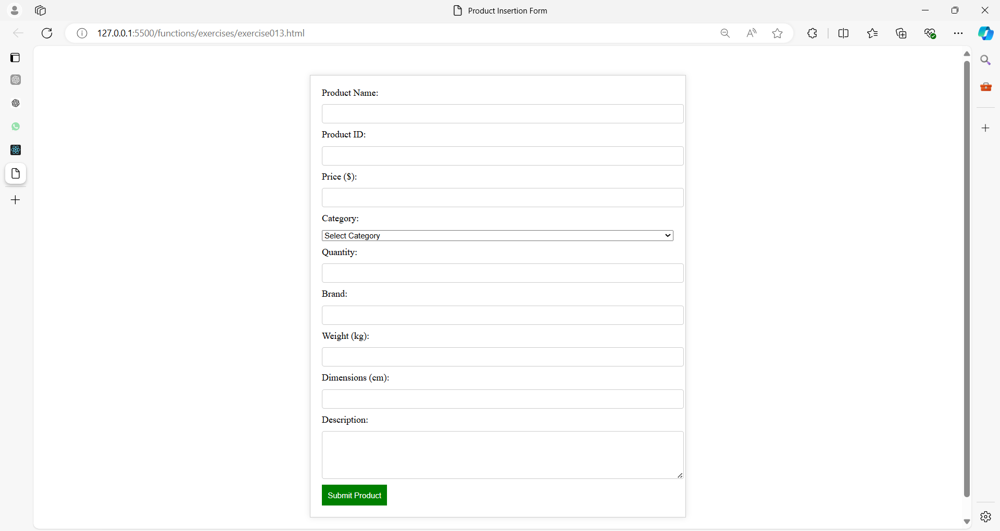 Product Insertion Form
127.0.0.1:5500/functions/exercises/exercise013.html
Product Name:
Product ID:
Price ($):
Category:
Select Category
Quantity:
Brand:
Weight (kg):
Dimensions (cm):
Description:
Submit Product